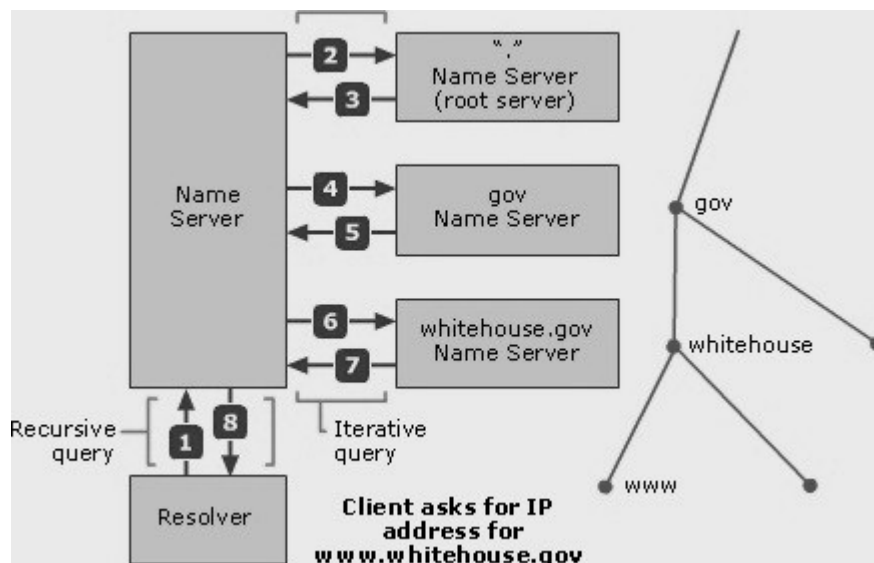 2
“.”
Name Server
(root server)
3
Name
Server
4
gov
Name Server
5
gov
6
whitehouse.gov
Name Server
7
whitehouse
Recursive
query
1
8
Iterative
query
www
Resolver
Client asks for IP
address for
www.whitehouse.gov